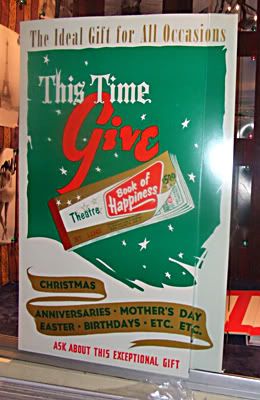 The Ideal Gift for All Occasions
This Time
Give
Theatre
Book of
Happiness
CHRISTMAS
ANNIVERSARIES • MOTHER'S DAY
EASTER • BIRTHDAYS • ETC. ETC.
ASK ABOUT THIS EXCEPTIONAL GIFT